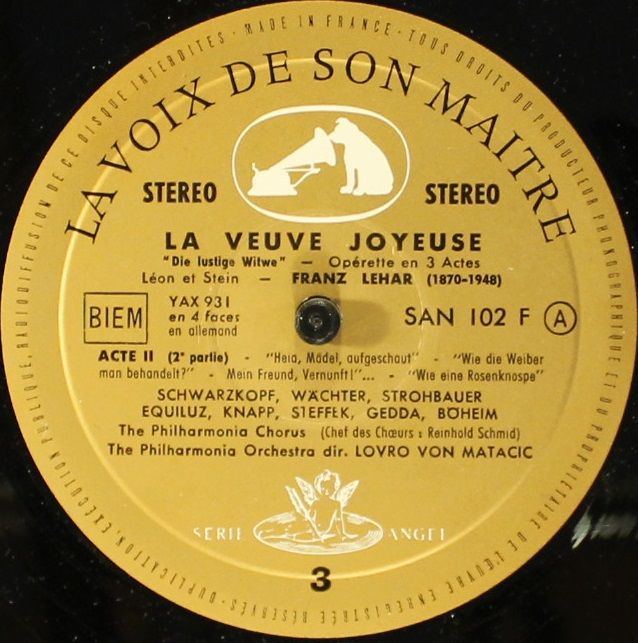 MADE IN FRANCE - TOUS DROITS DU PRODUCTEUR PHONOGRAPHIQUE ET DU PROPRIETAIRE DE L'ŒUVRE ENREGISTRÉE RÉSERVÉS - DUPLICATION, EXÉCUTION PUBLIQUE, RADIODIFFUSION DE CE DISQUE INTERDITES -
LA VOIX DE SON MAITRE
STEREO STEREO
LA VEUVE JOYEUSE
"Die lustige Witwe" — Opérette en 3 Actes
Léon et Stein — FRANZ LEHAR (1870-1948)
BIEM
YAX 931
en 4 faces
en allemand
SAN 102 F A
ACTE II (2e partie) - "Heia, Mädel, aufgeschaut" - "Wie die Weiber
man behandelt?" - Mein Freund, Vernunft!"... - "Wie eine Rosenknospe"
SCHWARZKOPF, WÄCHTER, STROHBAUER
EQUILUZ, KNAPP, STEFFEK, GEDDA, BÖHEIM
The Philharmonia Chorus (Chef des Chœurs : Reinhold Schmid)
The Philharmonia Orchestra dir. LOVRO VON MATACIC
SERIE ANGEL
3